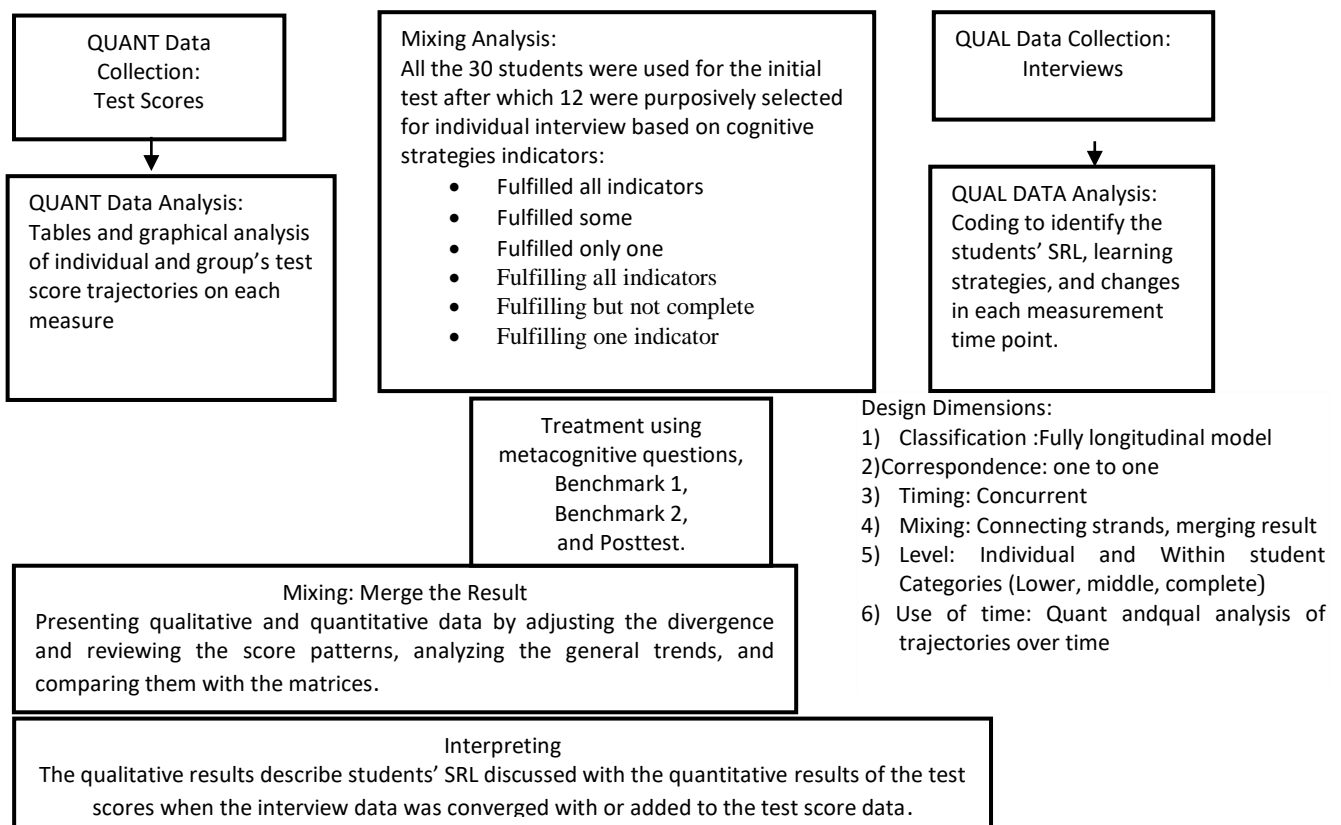 QUANT Data
Collection:
Test Scores
QUANT Data Analysis:
Tables and graphical analysis
of individual and group's test
score trajectories on each
measure
Mixing Analysis:
All the 30 students were used for the initial
test after which 12 were purposively selected
for individual interview based on cognitive
strategies indicators:
• Fulfilled all indicators
• Fulfilled some
• Fulfilled only one
• Fulfilling all indicators
• Fulfilling but not complete
• Fulfilling one indicator
QUAL Data Collection:
Interviews
QUAL DATA Analysis:
Coding to identify the
students’ SRL, learning
strategies, and changes
in each measurement
time point.
Treatment using
metacognitive questions,
Benchmark 1,
Benchmark 2,
and Posttest.
Design Dimensions:
1) Classification :Fully longitudinal model
2)Correspondence: one to one
3) Timing: Concurrent
4) Mixing: Connecting strands, merging result
5) Level: Individual and Within student
Categories (Lower, middle, complete)
6) Use of time: Quant andqual analysis of
trajectories over time
Mixing: Merge the Result
Presenting qualitative and quantitative data by adjusting the divergence
and reviewing the score patterns, analyzing the general trends, and
comparing them with the matrices.
Interpreting
The qualitative results describe students’ SRL discussed with the quantitative results of the test
scores when the interview data was converged with or added to the test score data.